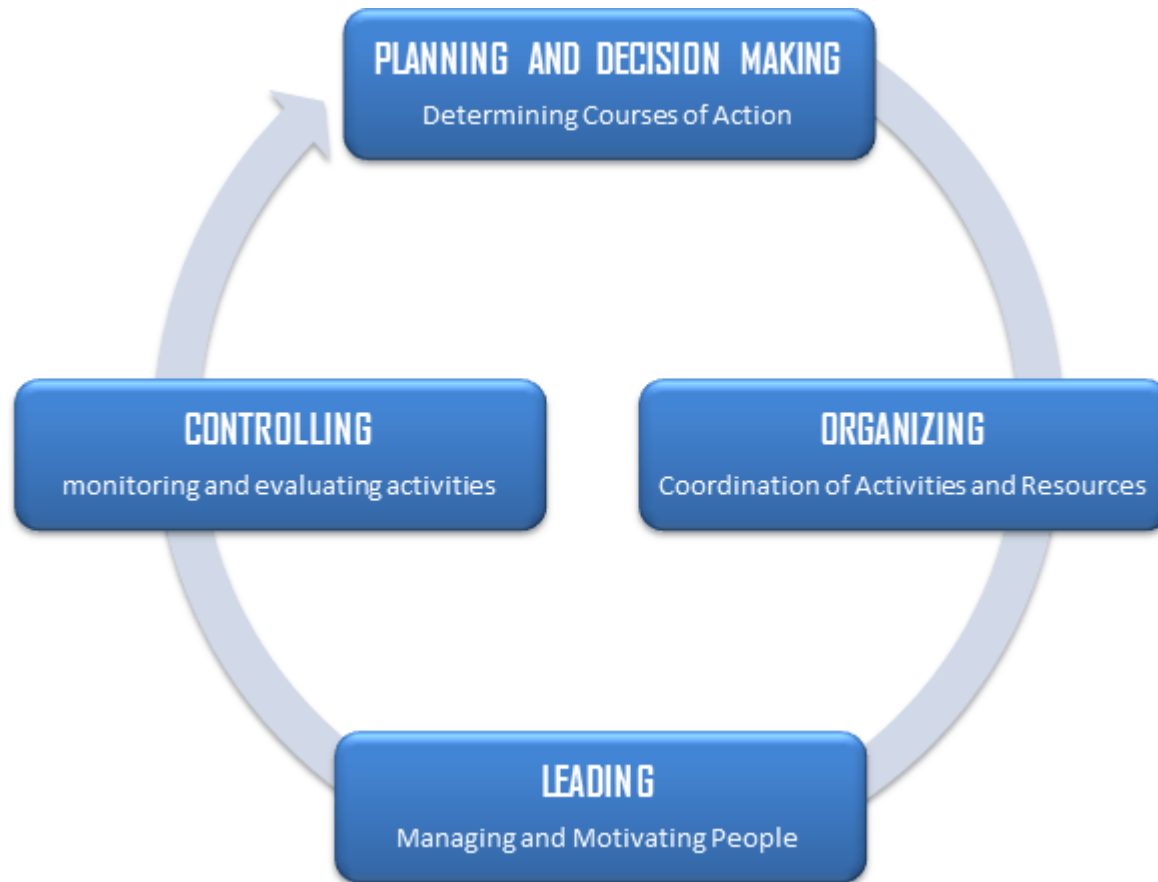 PLANNING AND DECISION MAKING
Determining Courses of Action
CONTROLLING
monitoring and evaluating activities
ORGANIZING
Coordination of Activities and Resources
LEADING
Managing and Motivating People